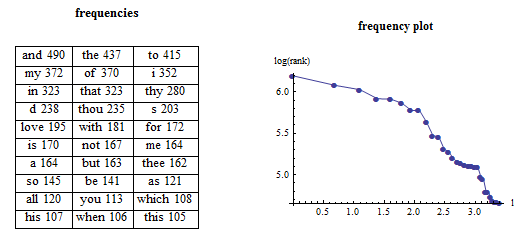 frequencies
and 490 the 437 to 415
my 372 of 370 i 352
in 323 that 323 thy 280
d 238 thou 235 s 203
love 195 with 181 for 172
is 170 not 167 me 164
a 164 but 163 thee 162
so 145 be 141 as 121
all 120 you 113 which 108
his 107 when 106 this 105
frequency plot
log(rank)
6.0
5.5
5.0
0.5 1.0 1.5 2.0 2.5 3.0